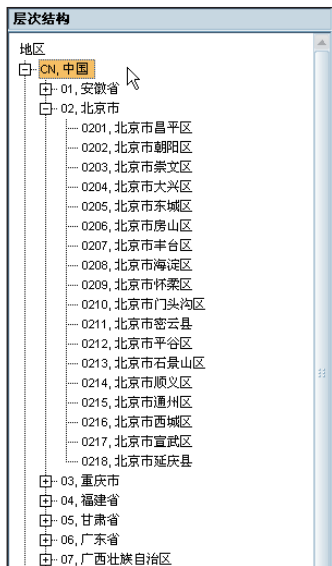 层次结构
地区
CN, 中国
01, 安徽省
02, 北京市
0201, 北京市昌平区
0202, 北京市朝阳区
0203, 北京市崇文区
0204, 北京市大兴区
0205, 北京市东城区
0206, 北京市房山区
0207, 北京市丰台区
0208, 北京市海淀区
0209, 北京市怀柔区
0210, 北京市门头沟区
0211, 北京市密云县
0212, 北京市平谷区
0213, 北京市石景山区
0214, 北京市顺义区
0215, 北京市通州区
0216, 北京市西城区
0217, 北京市宣武区
0218, 北京市延庆县
03, 重庆市
04, 福建省
05, 甘肃省
06, 广东省
07, 广西壮族自治区